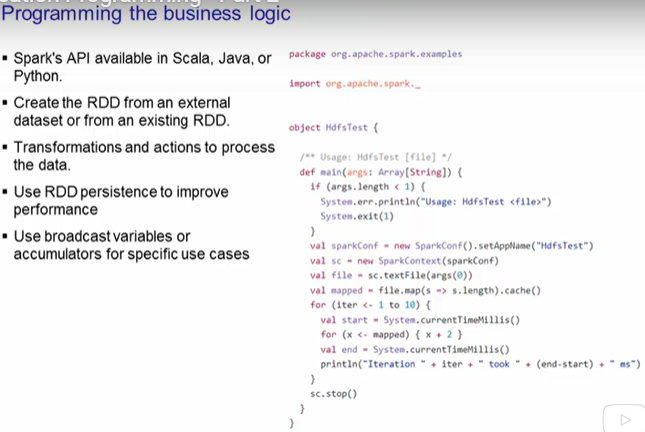 Programming the business logic
▪ Spark's API available in Scala, Java, or
Python.
▪ Create the RDD from an external
dataset or from an existing RDD.
▪ Transformations and actions to process
the data.
▪ Use RDD persistence to improve
performance
▪ Use broadcast variables or
accumulators for specific use cases
package org.apache.spark.examples
import org.apache.spark._
object HdfsTest {
/** Usage: HdfsTest [file] */
def main(args: Array[String]) {
if (args.length < 1) {
System.err.println("Usage: HdfsTest <file>")
System.exit(1)
}
val sparkConf = new SparkConf().setAppName("HdfsTest")
val sc = new SparkContext(sparkConf)
val file = sc.textFile(args(0))
val mapped = file.map(s => s.length).cache()
for (iter <- 1 to 10) {
val start = System.currentTimeMillis()
for (x <- mapped) { x + 2 }
val end = System.currentTimeMillis()
println("Iteration " + iter + " took " + (end-start) + " ms")
}
sc.stop()
}
}